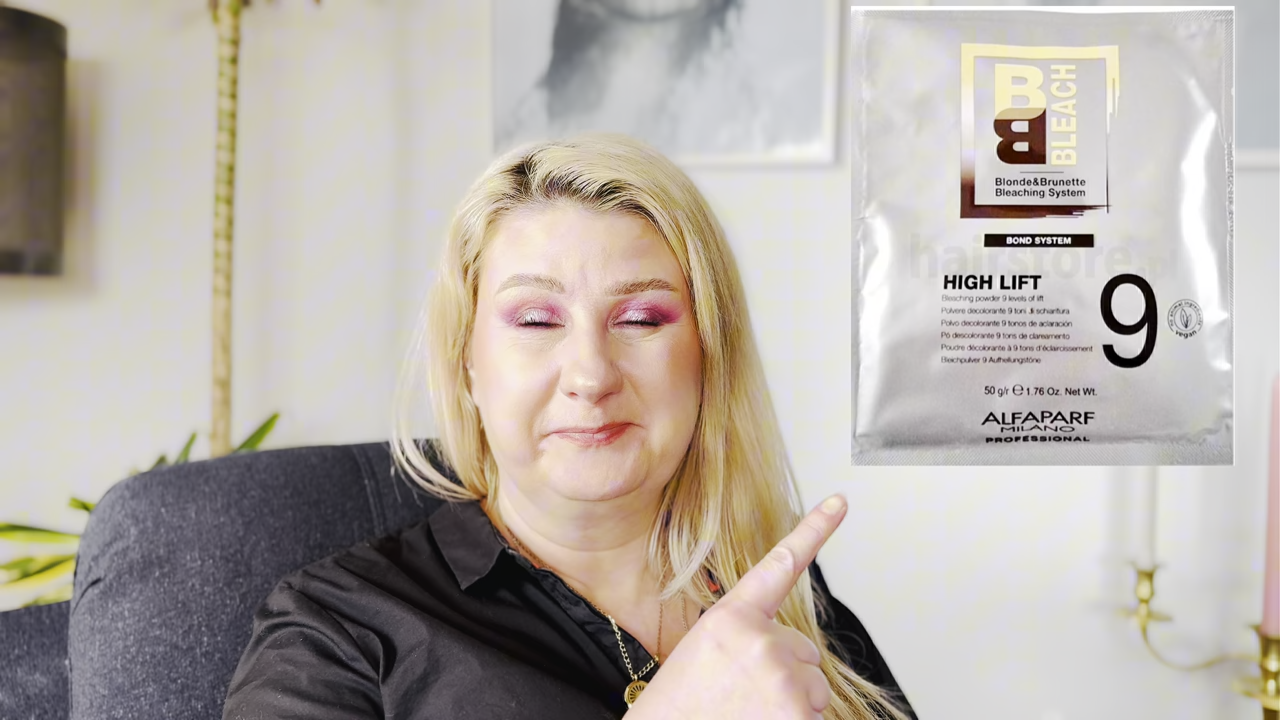 BB BLEACH
Blonde&Brunette
Bleaching System
BOND SYSTEM
hairstore
HIGH LIFT
9
Bleaching powder 9 levels of lift
Polvere decolorante 9 toni di schiaritura
Polvo decolorante 9 tonos de aclaración
Pó descolorante 9 tons de clareamento
Poudre décolorante à 9 tons d'éclaircissement
Bleichpulver 9 Aufhellungstöne
vegan
50 g/r e 1.76 Oz. Net Wt.
ALFAPARF
MILANO
PROFESSIONAL